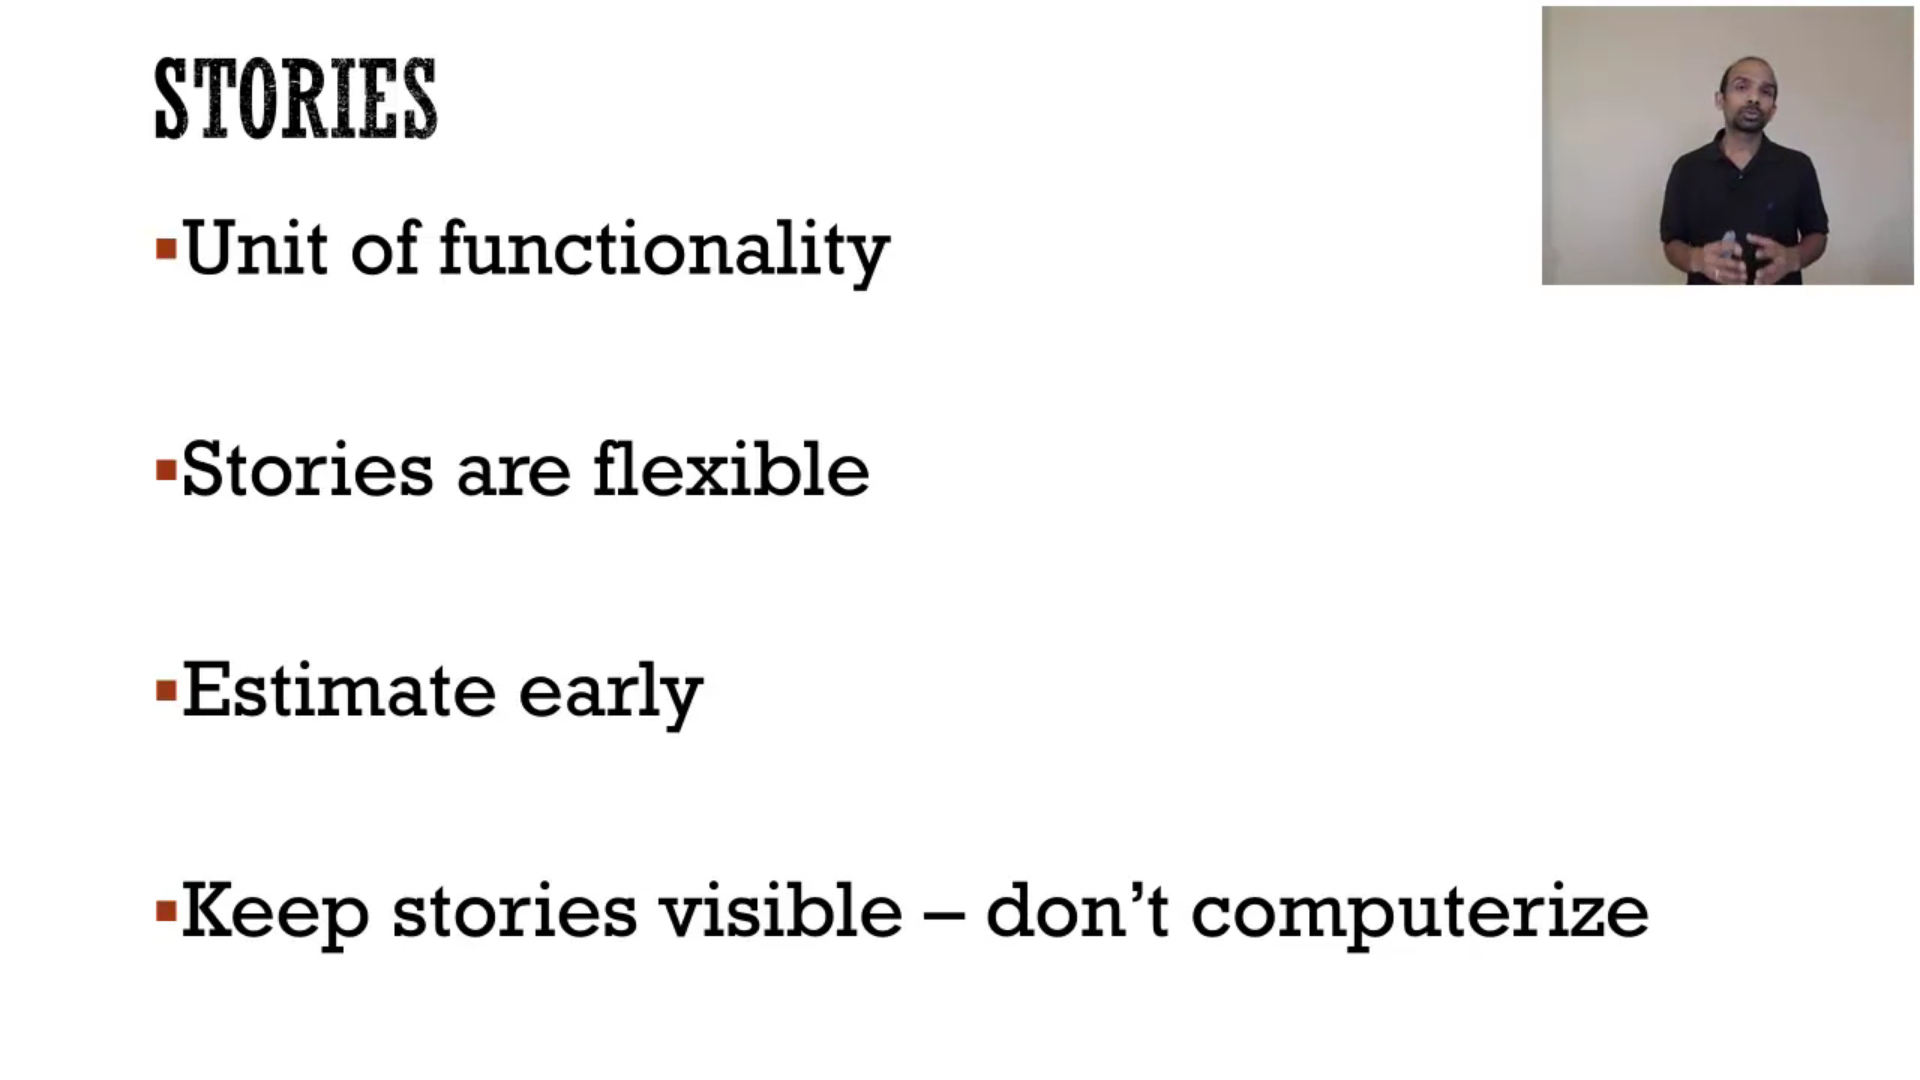 STORIES
▪Unit of functionality
▪Stories are flexible
▪Estimate early
▪Keep stories visible – don’t computerize